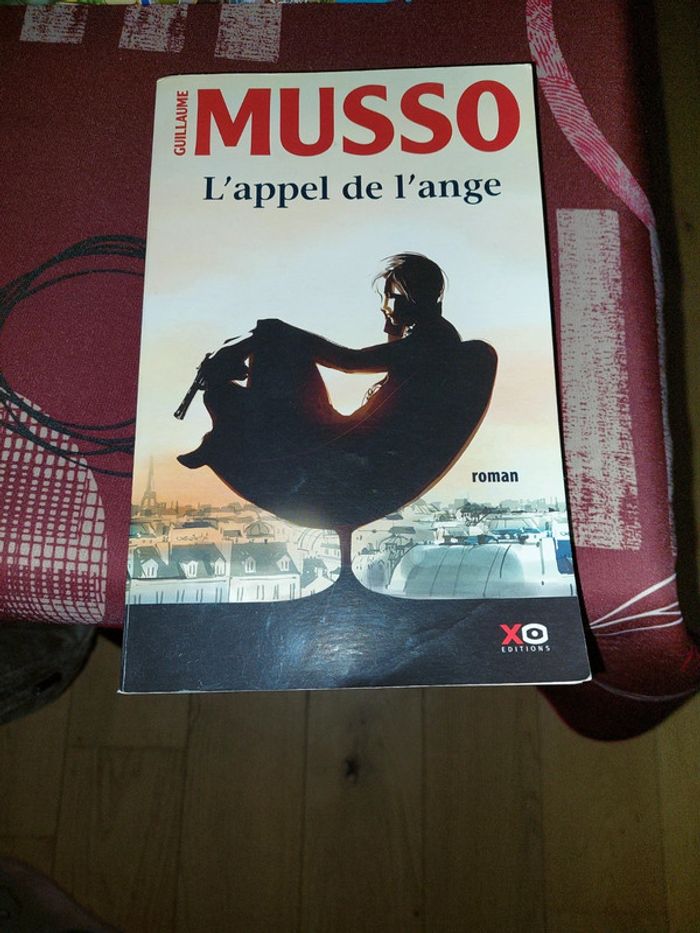 GUILLAUME
MUSSO
L'appel de l'ange
roman
XO
EDITIONS